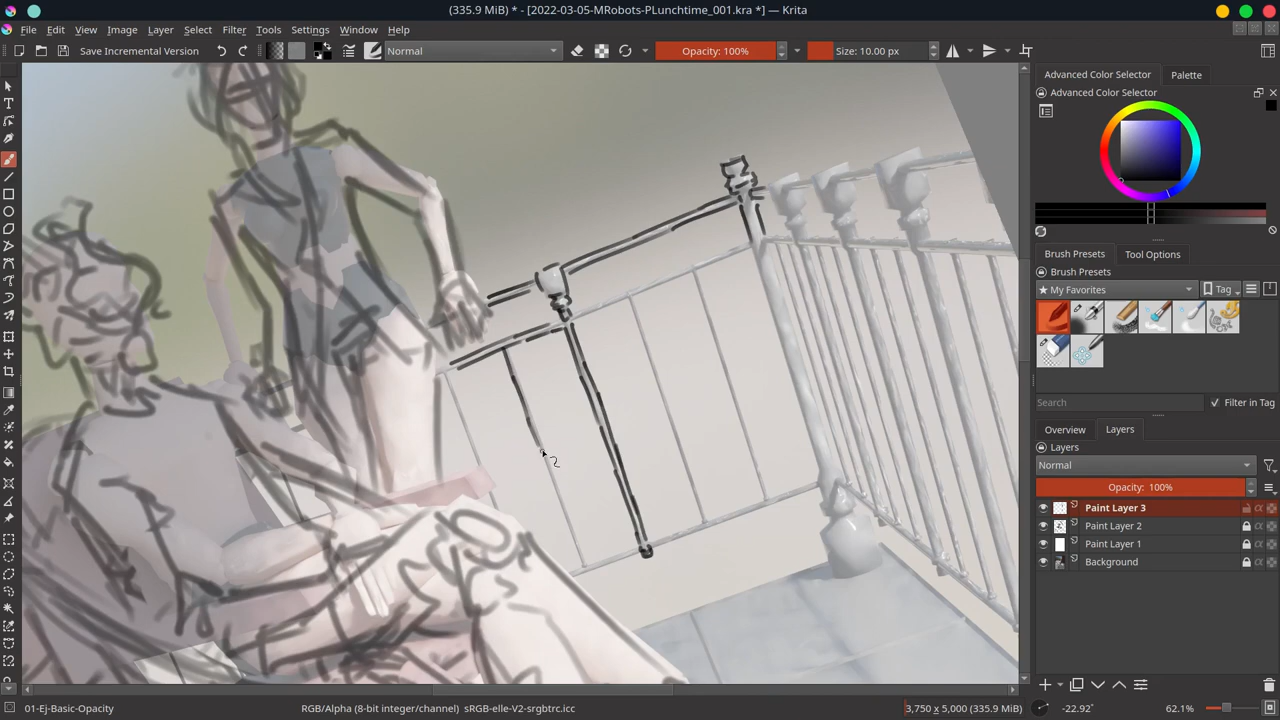 (335.9 MiB) * - [2022-03-05-MRobots-PLunchtime_001.kra *] — Krita
File Edit View Image Layer Select Filter Tools Settings Window Help
Save Incremental Version Normal Opacity: 100% Size: 10.00 px
Advanced Color Selector Palette
Advanced Color Selector
Brush Presets Tool Options
Brush Presets
★ My Favorites Tag
Search Filter in Tag
Overview Layers
Layers
Normal
Opacity: 100%
Paint Layer 3
Paint Layer 2
Paint Layer 1
Background
01-Ej-Basic-Opacity RGB/Alpha (8-bit integer/channel) sRGB-elle-V2-srgbtrc.icc 3,750 x 5,000 (335.9 MiB) -22.92° 62.1%